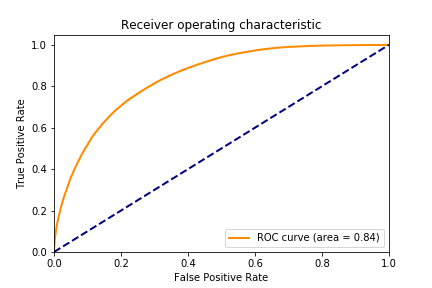 Receiver operating characteristic
1.0
0.8
0.6
0.4
0.2
0.0
True Positive Rate
ROC curve (area = 0.84)
0.0 0.2 0.4 0.6 0.8 1.0
False Positive Rate